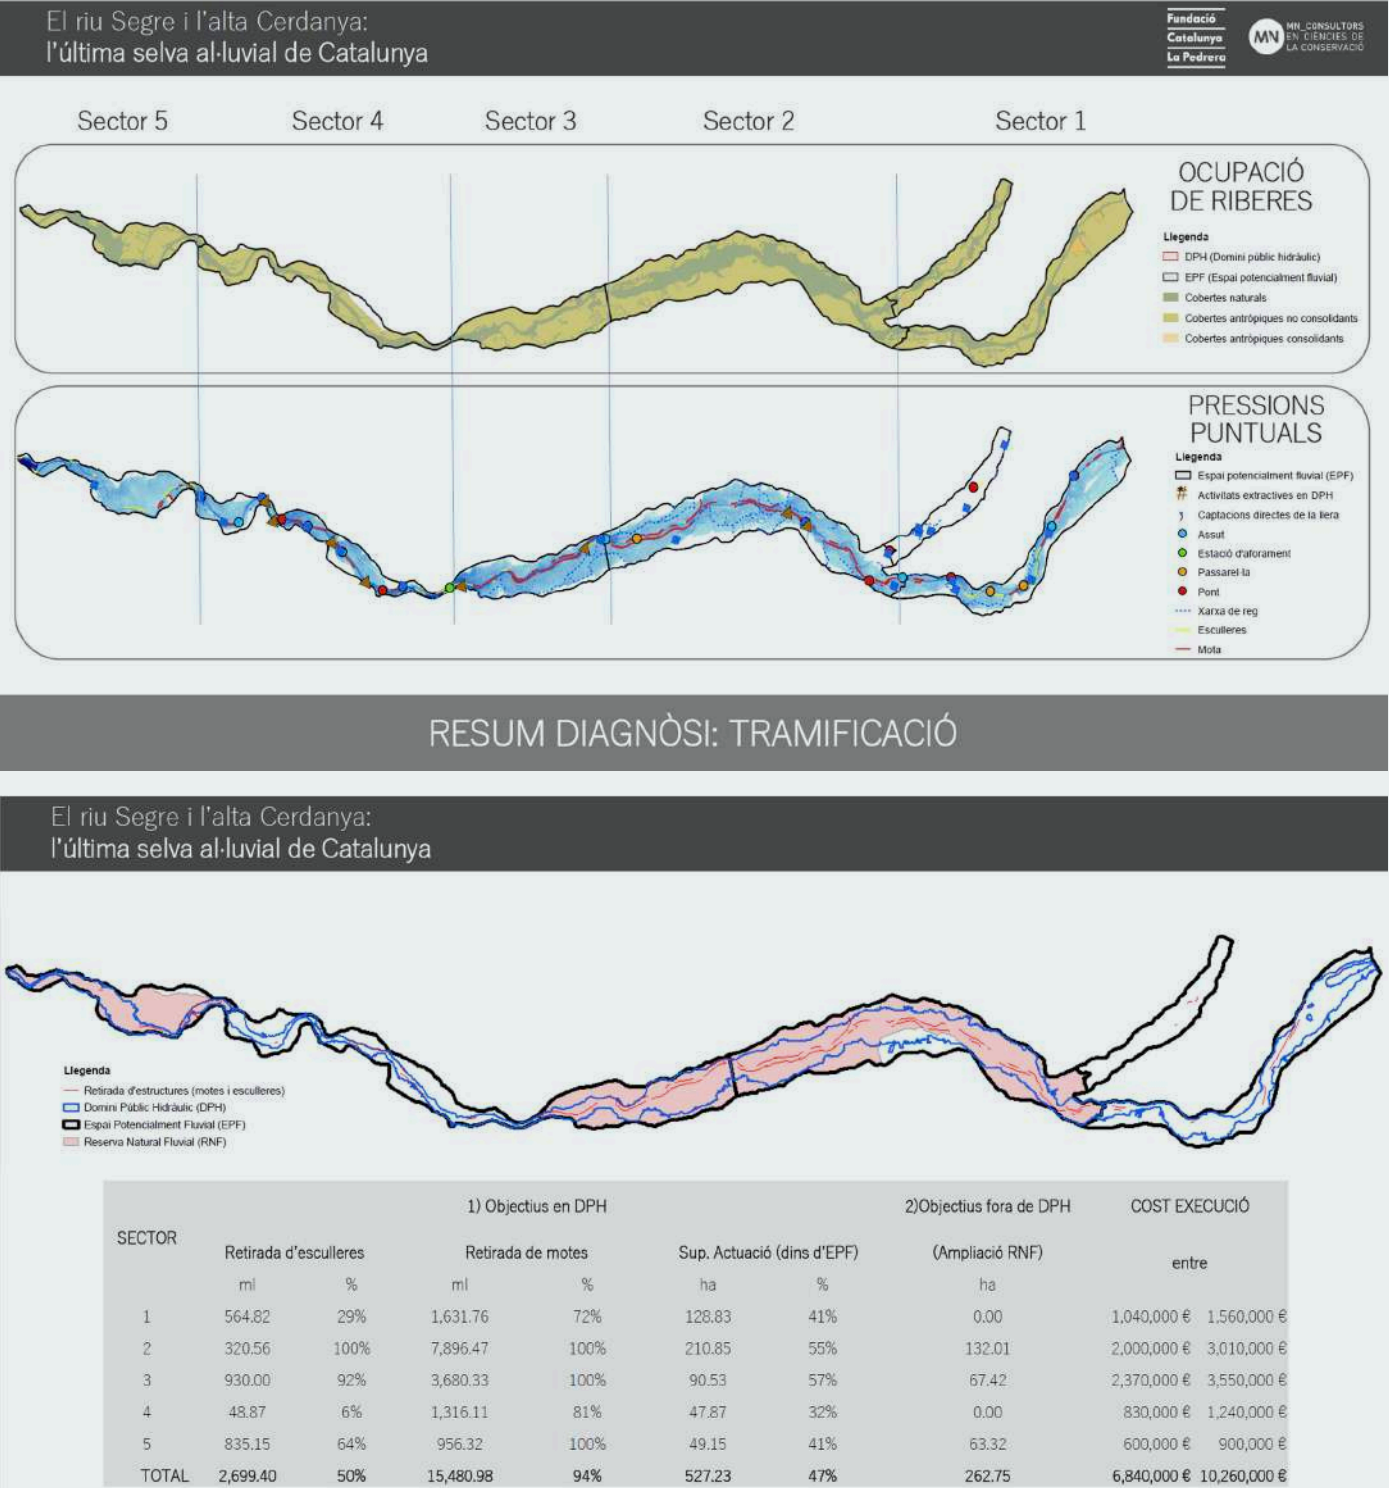 El riu Segre i l'alta Cerdanya:
l'última selva al·luvial de Catalunya
Fundació
Catalunya
La Pedrera
MN
MN_CONSULTORS
EN CIÈNCIES DE
LA CONSERVACIÓ
Sector 5 Sector 4 Sector 3 Sector 2 Sector 1
OCUPACIÓ
DE RIBERES
Llegenda
DPH (Domini públic hidràulic)
EPF (Espai potencialment fluvial)
Cobertes naturals
Cobertes antròpiques no consolidants
Cobertes antròpiques consolidants
PRESSIONS
PUNTUALS
Llegenda
Espai potencialment fluvial (EPF)
Activitats extractives en DPH
Captacions directes de la llera
Assut
Estació d'aforament
Passarel·la
Pont
Xarxa de reg
Esculleres
Mota
RESUM DIAGNÒSI: TRAMIFICACIÓ
El riu Segre i l'alta Cerdanya:
l'última selva al·luvial de Catalunya
Llegenda
Retirada d'estructures (motes i esculleres)
Domini Públic Hidràulic (DPH)
Espai Potencialment Fluvial (EPF)
Reserva Natural Fluvial (RNF)
1) Objectius en DPH 2)Objectius fora de DPH COST EXECUCIÓ
SECTOR
Retirada d'esculleres Retirada de motes Sup. Actuació (dins d'EPF) (Ampliació RNF)
entre
ml % ml % ha % ha
1 564.82 29% 1,631.76 72% 128.83 41% 0.00 1,040,000 € 1,560,000 €
2 320.56 100% 7,896.47 100% 210.85 55% 132.01 2,000,000 € 3,010,000 €
3 930.00 92% 3,680.33 100% 90.53 57% 67.42 2,370,000 € 3,550,000 €
4 48.87 6% 1,316.11 81% 47.87 32% 0.00 830,000 € 1,240,000 €
5 835.15 64% 956.32 100% 49.15 41% 63.32 600,000 € 900,000 €
TOTAL 2,699.40 50% 15,480.98 94% 527.23 47% 262.75 6,840,000 € 10,260,000 €